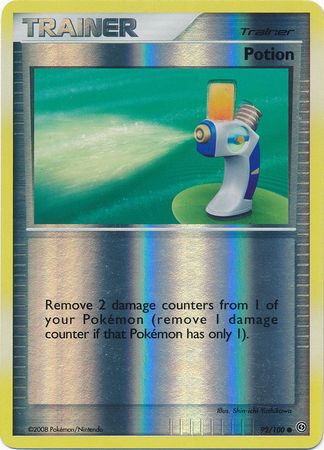 TRAINER
Trainer
Potion
Remove 2 damage counters from 1 of
your Pokémon (remove 1 damage
counter if that Pokémon has only 1).
Illus. Shin-ichi Yoshikawa
©2008 Pokémon/Nintendo
92/100